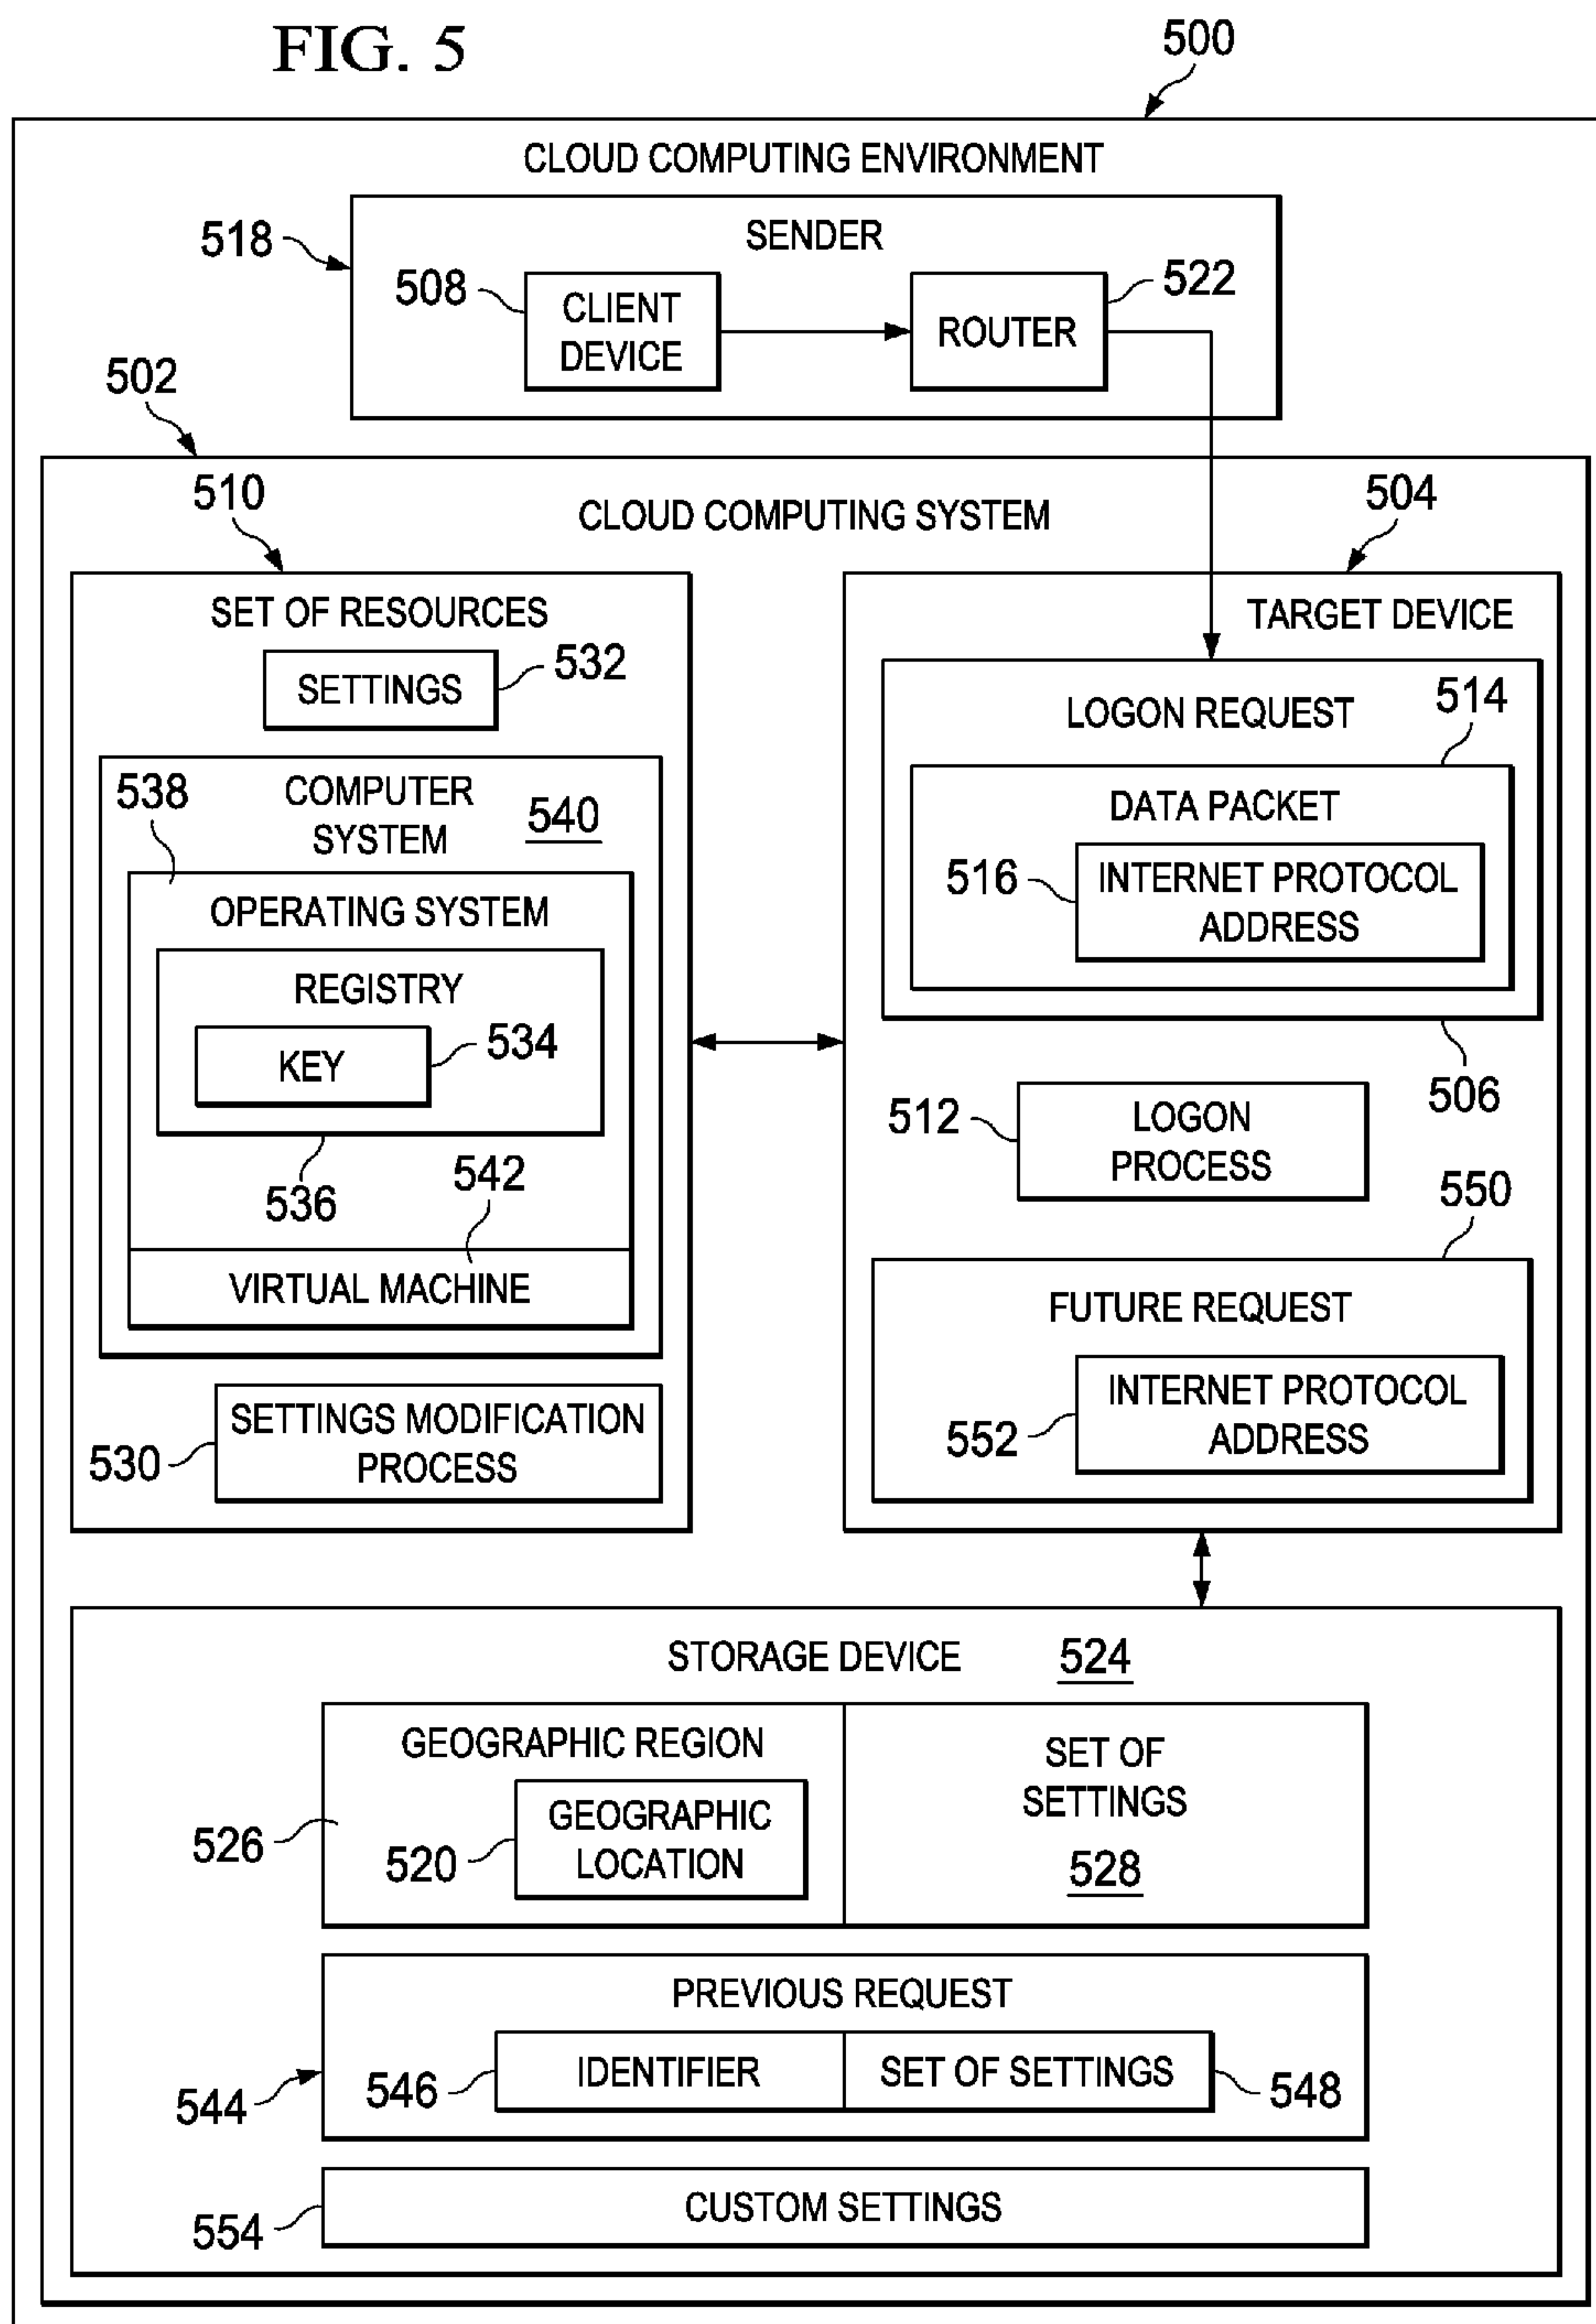 FIG. 5
500
CLOUD COMPUTING ENVIRONMENT
518
SENDER
508
CLIENT
DEVICE
ROUTER
522
502
510
CLOUD COMPUTING SYSTEM
504
SET OF RESOURCES
SETTINGS
532
538
COMPUTER
SYSTEM
540
OPERATING SYSTEM
REGISTRY
KEY
534
536
542
VIRTUAL MACHINE
530
SETTINGS MODIFICATION
PROCESS
TARGET DEVICE
LOGON REQUEST
514
DATA PACKET
516
INTERNET PROTOCOL
ADDRESS
506
512
LOGON
PROCESS
550
FUTURE REQUEST
552
INTERNET PROTOCOL
ADDRESS
STORAGE DEVICE
524
GEOGRAPHIC REGION
526
520
GEOGRAPHIC
LOCATION
SET OF
SETTINGS
528
PREVIOUS REQUEST
544
546
IDENTIFIER
SET OF SETTINGS
548
554
CUSTOM SETTINGS